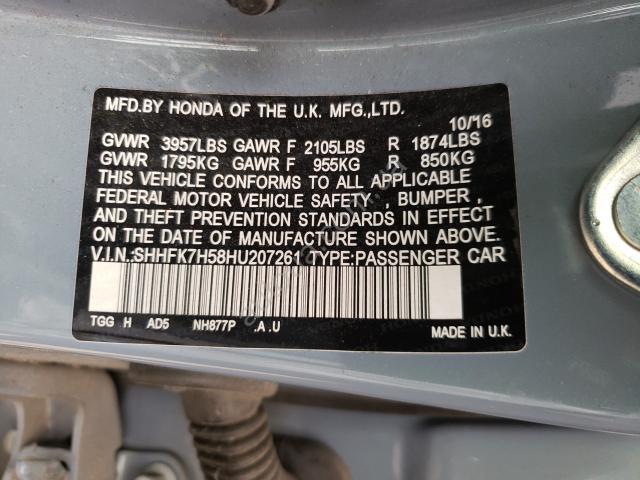 MFD.BY HONDA OF THE U.K. MFG.,LTD.
10/16
GVWR 3957LBS GAWR F 2105LBS R 1874LBS
GVWR 1795KG GAWR F 955KG R 850KG
THIS VEHICLE CONFORMS TO ALL APPLICABLE
FEDERAL MOTOR VEHICLE SAFETY , BUMPER ,
AND THEFT PREVENTION STANDARDS IN EFFECT
ON THE DATE OF MANUFACTURE SHOWN ABOVE.
V.I.N.:SHHFK7H58HU207261 TYPE:PASSENGER CAR
TGG H AD5 NH877P .A.U
MADE IN U.K.